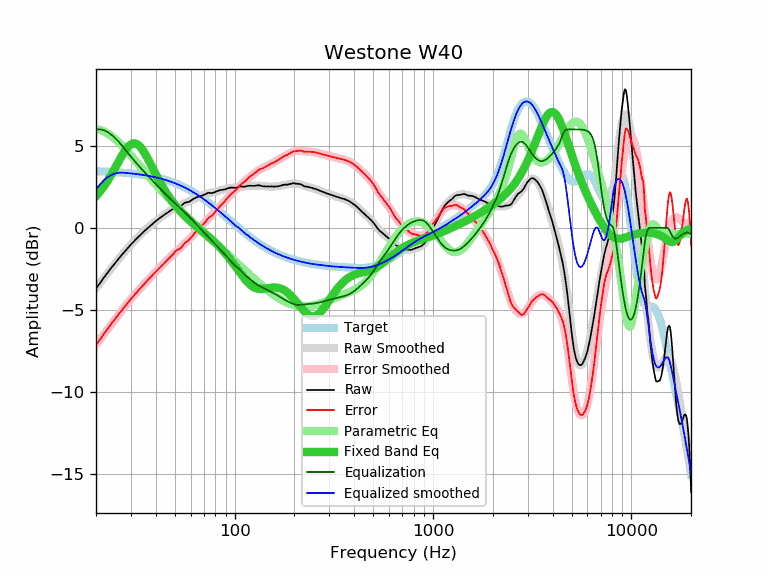 Westone W40
Amplitude (dBr)
5
0
−5
−10
−15
Target
Raw Smoothed
Error Smoothed
Raw
Error
Parametric Eq
Fixed Band Eq
Equalization
Equalized smoothed
100 1000 10000
Frequency (Hz)